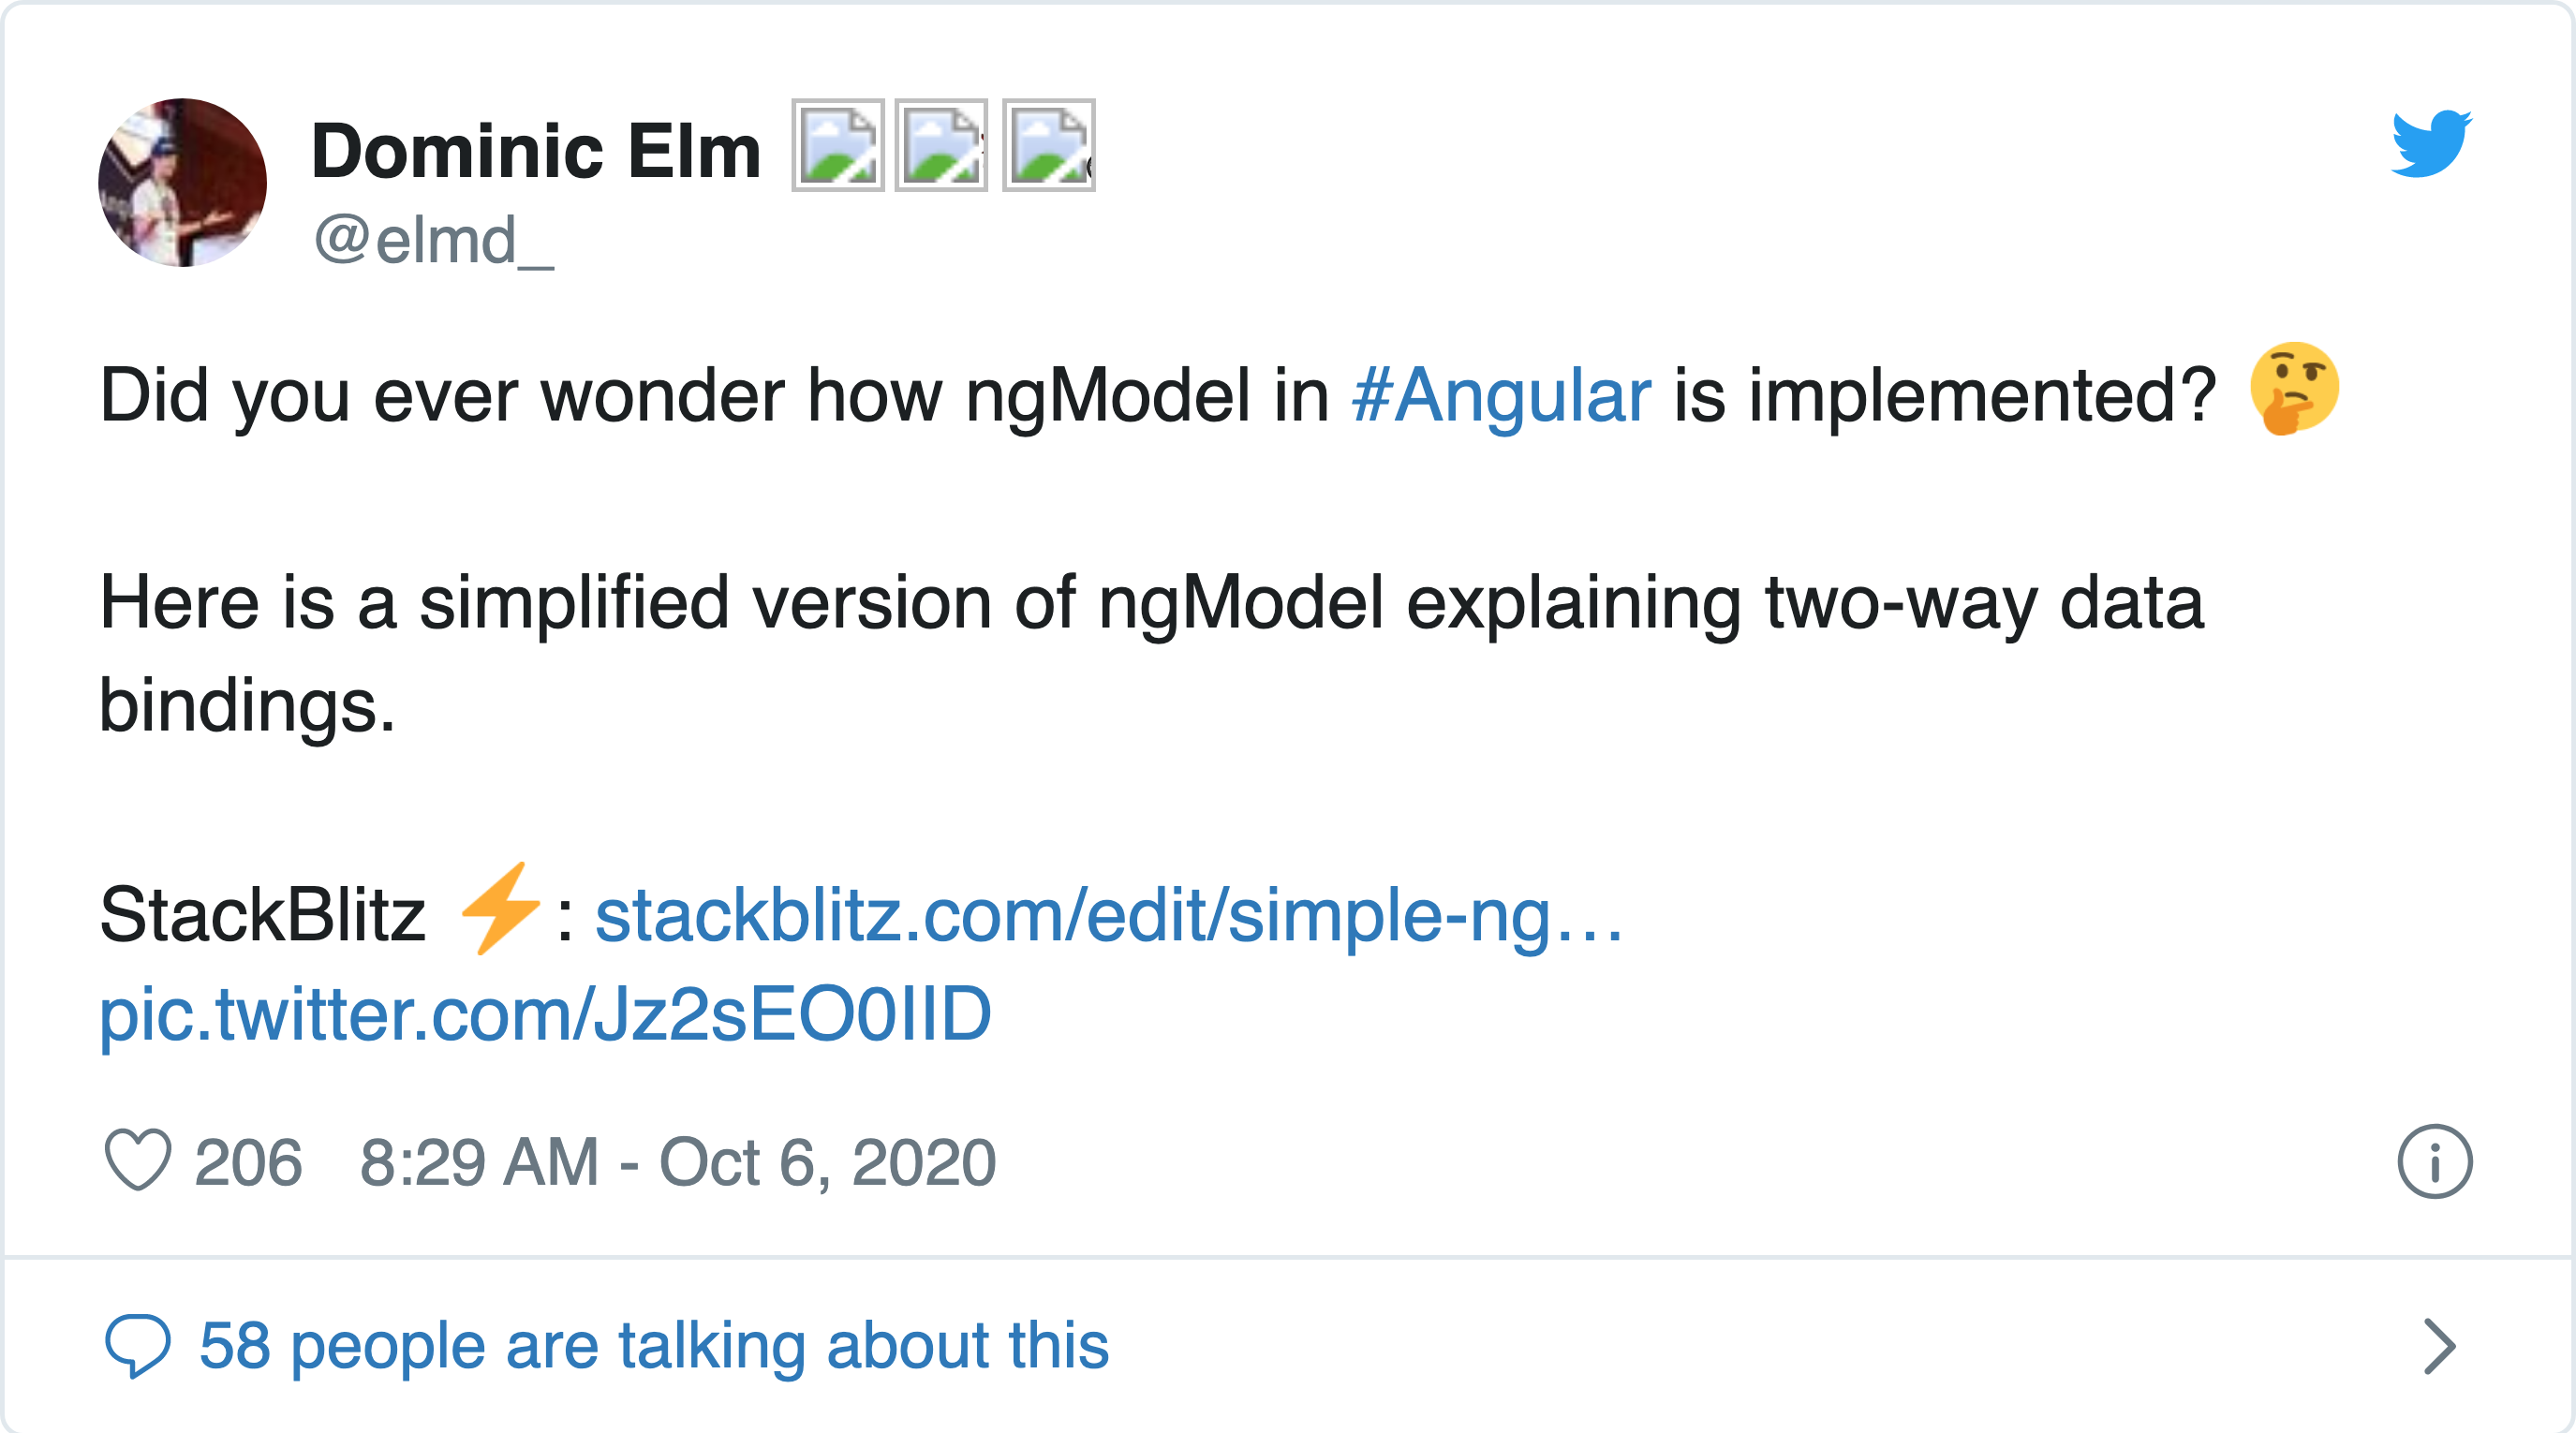 Dominic Elm
@elmd_
Did you ever wonder how ngModel in #Angular is implemented? 🤔
Here is a simplified version of ngModel explaining two-way data
bindings.
StackBlitz ⚡: stackblitz.com/edit/simple-ng…
pic.twitter.com/Jz2sEO0IID
206 8:29 AM - Oct 6, 2020
58 people are talking about this